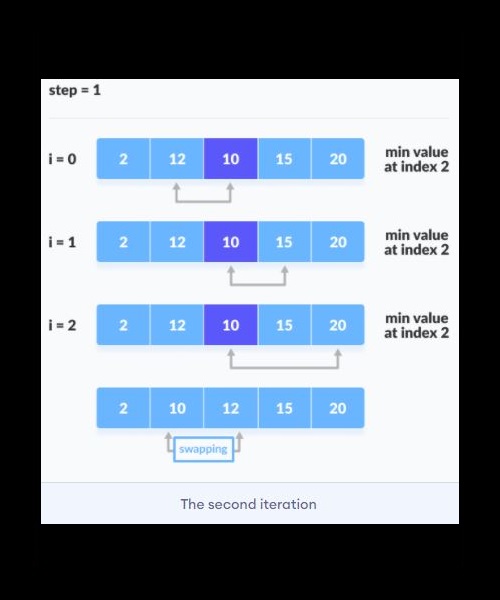 step = 1
i = 0 2 12 10 15 20 min value
at index 2
i = 1 2 12 10 15 20 min value
at index 2
i = 2 2 12 10 15 20 min value
at index 2
2 10 12 15 20
swapping
The second iteration